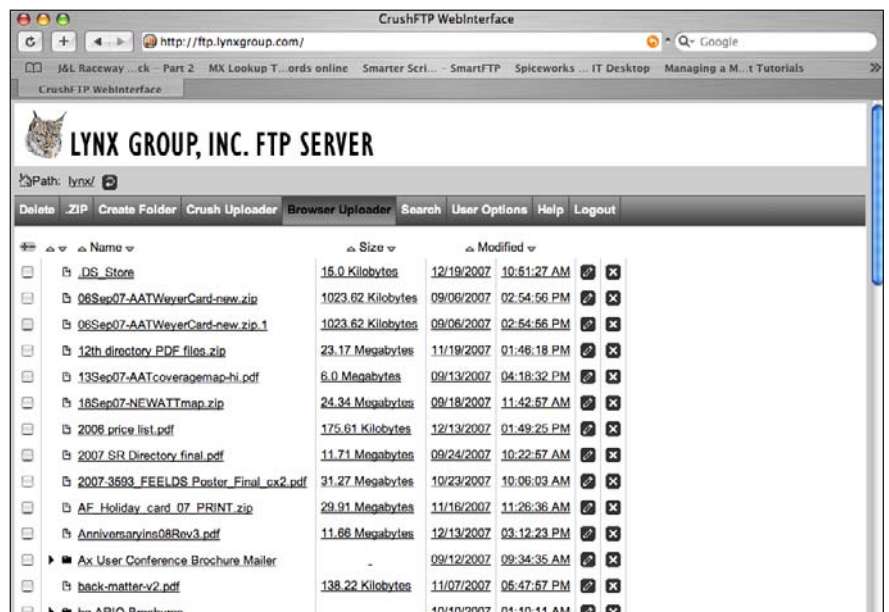 CrushFTP WebInterface
http://ftp.lynxgroup.com/
Google
J&L Raceway ...ck – Part 2 MX Lookup T...ords online Smarter Scri... – SmartFTP Spiceworks ... IT Desktop Managing a M...t Tutorials
CrushFTP WebInterface
LYNX GROUP, INC. FTP SERVER
Path: lynx/
Delete .ZIP Create Folder Crush Uploader Browser Uploader Search User Options Help Logout
Name Size Modified
.DS_Store 15.0 Kilobytes 12/19/2007 10:51:27 AM
06Sep07-AATWeyerCard-new.zip 1023.62 Kilobytes 09/06/2007 02:54:56 PM
06Sep07-AATWeyerCard-new.zip.1 1023.62 Kilobytes 09/06/2007 02:54:56 PM
12th directory PDF files.zip 23.17 Megabytes 11/19/2007 01:46:18 PM
13Sep07-AATcoveragemap-hi.pdf 6.0 Megabytes 09/13/2007 04:18:32 PM
18Sep07-NEWATTmap.zip 24.34 Megabytes 09/18/2007 11:42:57 AM
2006 price list.pdf 175.61 Kilobytes 12/13/2007 01:49:25 PM
2007 SR Directory final.pdf 11.71 Megabytes 09/24/2007 10:22:57 AM
2007-3593_FEELDS Poster_Final_cx2.pdf 31.27 Megabytes 10/23/2007 10:06:03 AM
AF_Holiday_card_07_PRINT.zip 29.91 Megabytes 11/16/2007 11:26:36 AM
Anniversaryins08Rev3.pdf 11.66 Megabytes 12/13/2007 03:12:23 PM
Ax User Conference Brochure Mailer - 09/12/2007 09:34:35 AM
back-matter-v2.pdf 138.22 Kilobytes 11/07/2007 05:47:57 PM
10/10/2007 01:10:11 AM